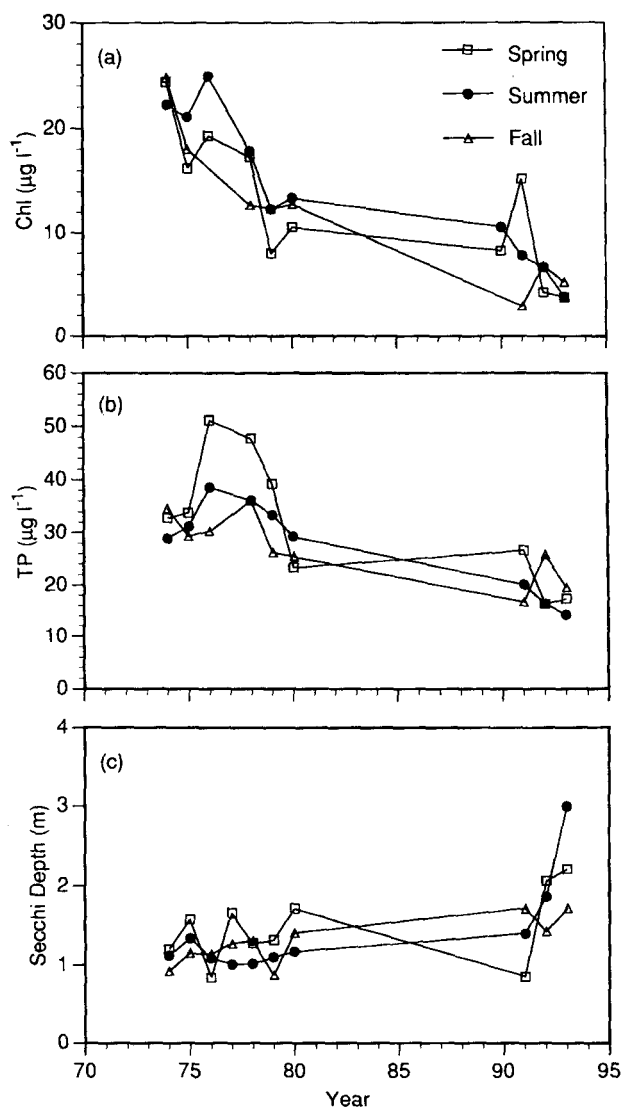 30
20
10
0
Chl (µg l⁻¹)
(a)
Spring
Summer
Fall
60
50
40
30
20
10
0
TP (µg l⁻¹)
(b)
4
3
2
1
0
Secchi Depth (m)
(c)
70 75 80 85 90 95
Year